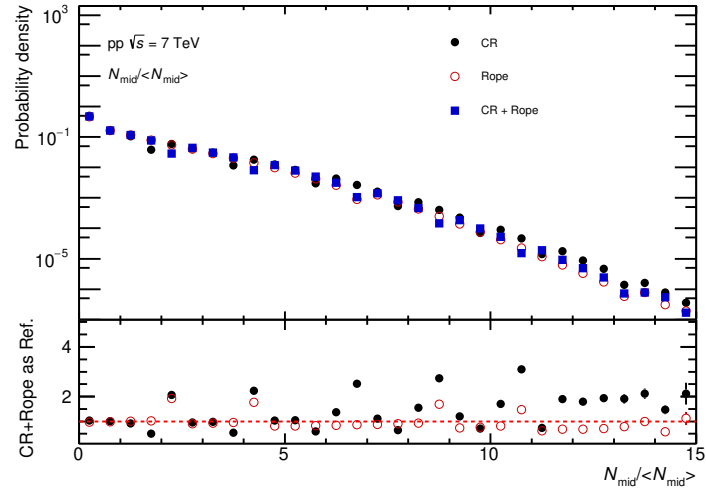 10³
10⁻¹
10⁻⁵
Probability density
pp √s = 7 TeV
N_mid/<N_mid>
CR
Rope
CR + Rope
4
2
CR+Rope as Ref.
0 5 10 15
N_mid/<N_mid>